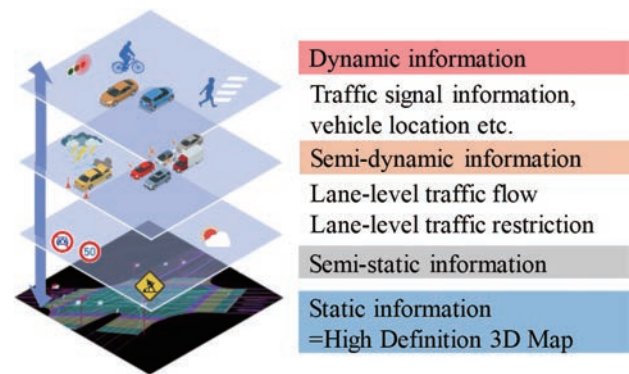 Dynamic information
Traffic signal information,
vehicle location etc.
Semi-dynamic information
Lane-level traffic flow
Lane-level traffic restriction
Semi-static information
Static information
=High Definition 3D Map
50